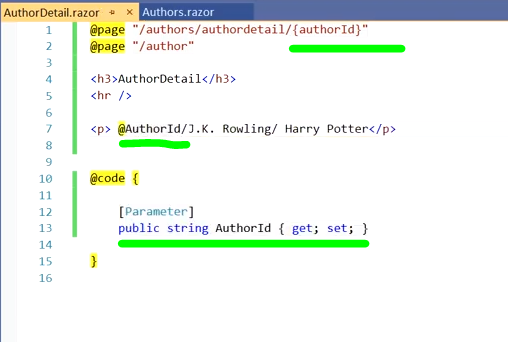 AuthorDetail.razor Authors.razor
1 @page "/authors/authordetail/{authorId}"
2 @page "/author"
3
4 <h3>AuthorDetail</h3>
5 <hr />
6
7 <p> @AuthorId/J.K. Rowling/ Harry Potter</p>
8
9
10 @code {
11
12 [Parameter]
13 public string AuthorId { get; set; }
14
15 }
16